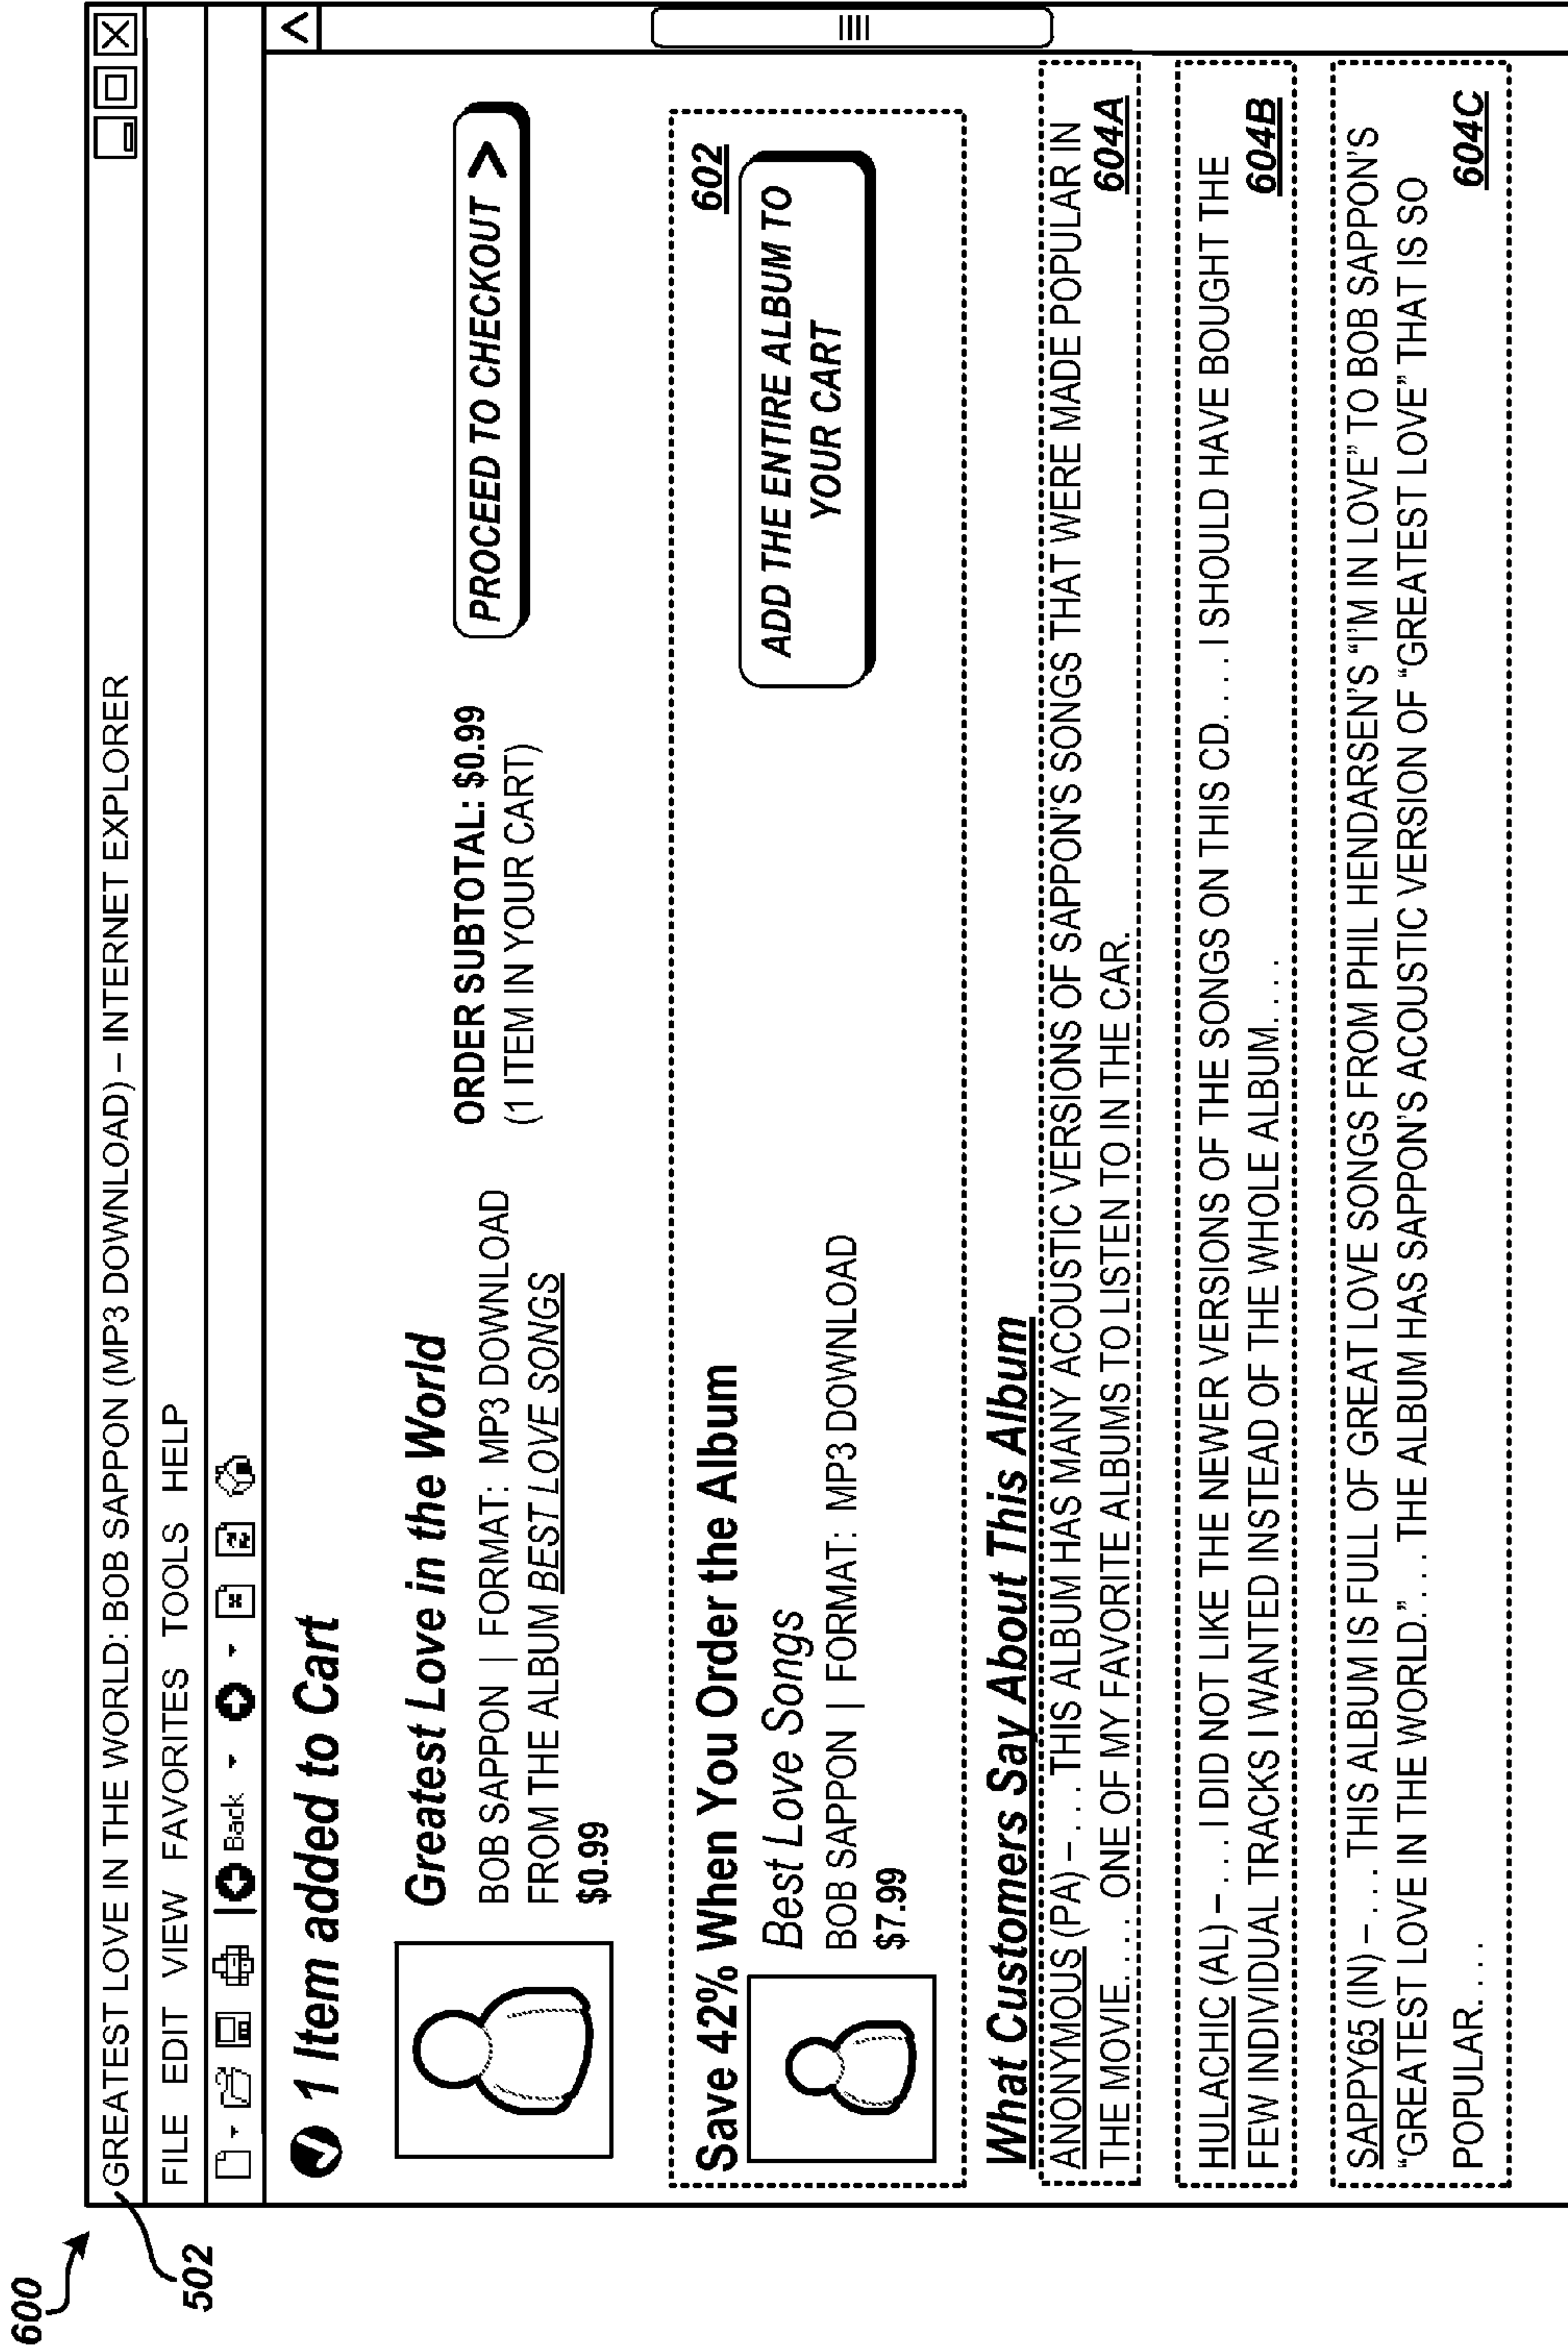 600
502
GREATEST LOVE IN THE WORLD: BOB SAPPON (MP3 DOWNLOAD) – INTERNET EXPLORER
FILE EDIT VIEW FAVORITES TOOLS HELP
Back
1 Item added to Cart
Greatest Love in the World
BOB SAPPON | FORMAT: MP3 DOWNLOAD
FROM THE ALBUM BEST LOVE SONGS
$0.99
ORDER SUBTOTAL: $0.99
(1 ITEM IN YOUR CART)
PROCEED TO CHECKOUT >
602
Save 42% When You Order the Album
Best Love Songs
BOB SAPPON | FORMAT: MP3 DOWNLOAD
$7.99
ADD THE ENTIRE ALBUM TO
YOUR CART
What Customers Say About This Album
ANONYMOUS (PA) – . . . THIS ALBUM HAS MANY ACOUSTIC VERSIONS OF SAPPON'S SONGS THAT WERE MADE POPULAR IN
THE MOVIE. . . . ONE OF MY FAVORITE ALBUMS TO LISTEN TO IN THE CAR.
604A
HULACHIC (AL) – . . . I DID NOT LIKE THE NEWER VERSIONS OF THE SONGS ON THIS CD. . . . I SHOULD HAVE BOUGHT THE
FEW INDIVIDUAL TRACKS I WANTED INSTEAD OF THE WHOLE ALBUM. . . .
604B
SAPPY65 (IN) – . . . THIS ALBUM IS FULL OF GREAT LOVE SONGS FROM PHIL HENDARSEN'S “I'M IN LOVE” TO BOB SAPPON'S
“GREATEST LOVE IN THE WORLD.” . . . THE ALBUM HAS SAPPON'S ACOUSTIC VERSION OF “GREATEST LOVE” THAT IS SO
POPULAR. . . .
604C